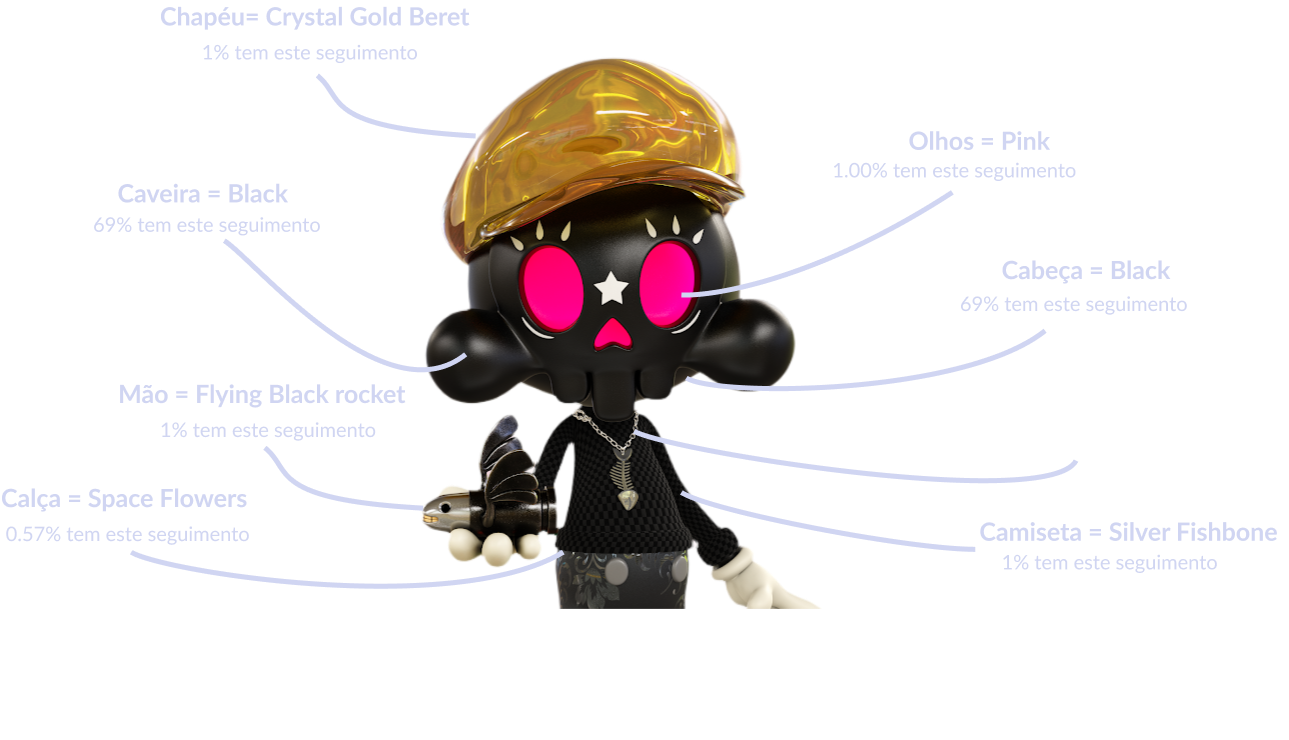 Chapéu= Crystal Gold Beret
1% tem este seguimento
Olhos = Pink
1.00% tem este seguimento
Caveira = Black
69% tem este seguimento
Cabeça = Black
69% tem este seguimento
Mão = Flying Black rocket
1% tem este seguimento
Calça = Space Flowers
0.57% tem este seguimento
Camiseta = Silver Fishbone
1% tem este seguimento